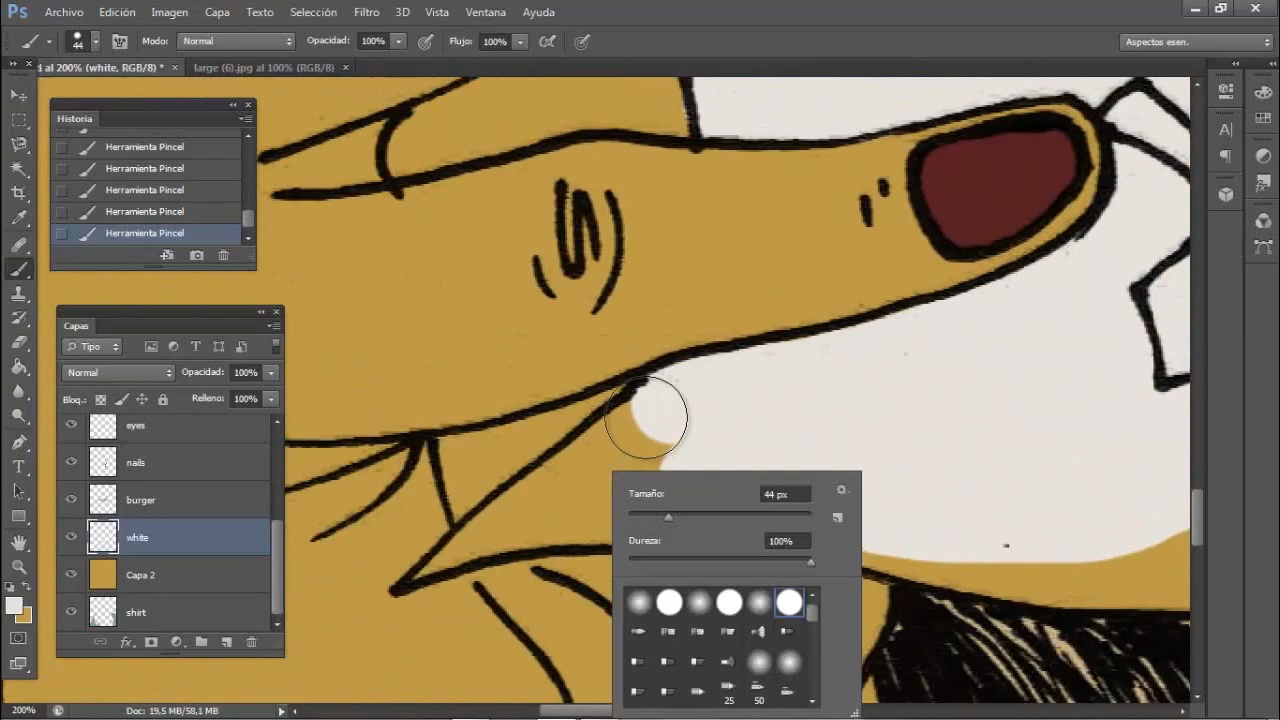 Ps Archivo Edición Imagen Capa Texto Selección Filtro 3D Vista Ventana Ayuda
44 Modo: Normal Opacidad: 100% Flujo: 100% Aspectos esen.
d al 200% (white, RGB/8) * × large (6).jpg al 100% (RGB/8) ×
Historia
Herramienta Pincel
Herramienta Pincel
Herramienta Pincel
Herramienta Pincel
Herramienta Pincel
Capas
Tipo
Normal Opacidad: 100%
Bloq.: Relleno: 100%
eyes
nails
burger
white
Capa 2
shirt
fx
Tamaño: 44 px
Dureza: 100%
25 50
200% Doc: 19,5 MB/58,1 MB